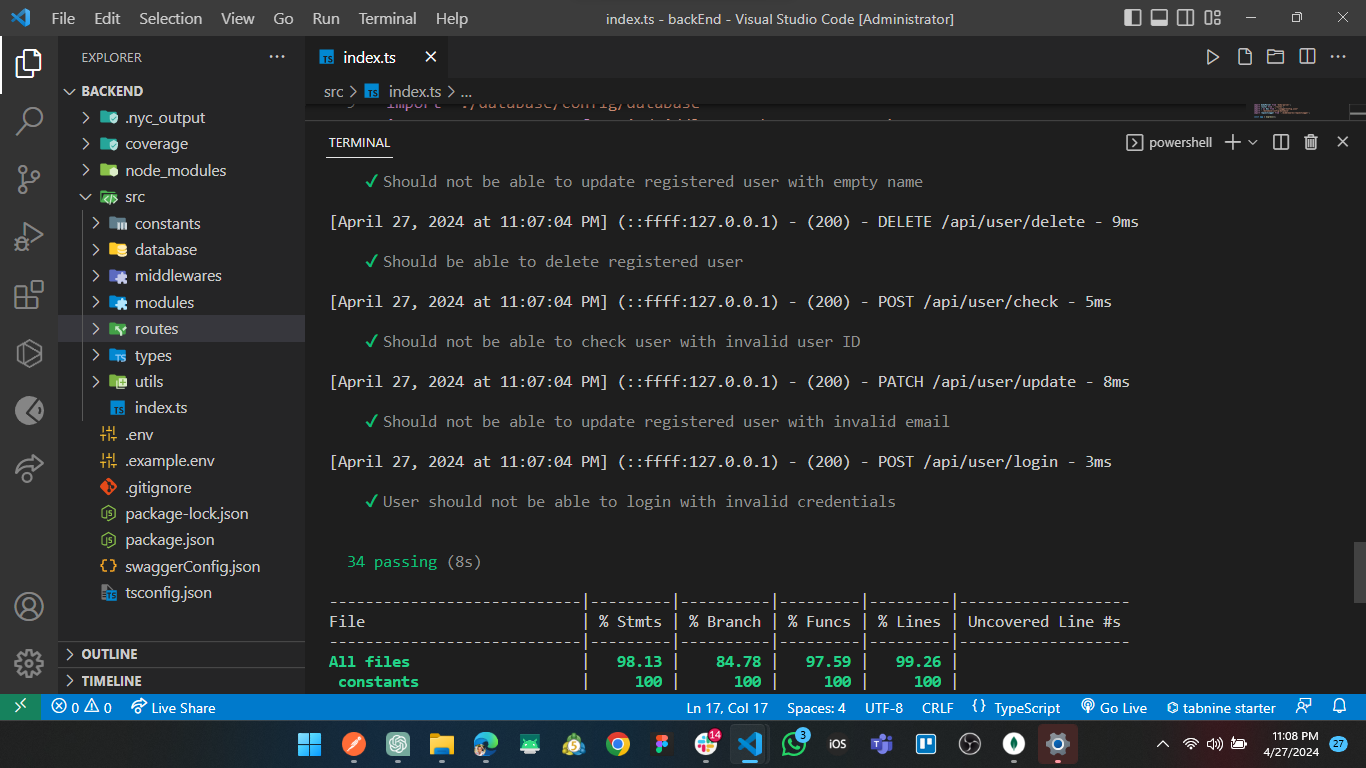 File Edit Selection View Go Run Terminal Help index.ts - backEnd - Visual Studio Code [Administrator]
EXPLORER
BACKEND
.nyc_output
coverage
node_modules
src
constants
database
middlewares
modules
routes
types
utils
index.ts
.env
.example.env
.gitignore
package-lock.json
package.json
swaggerConfig.json
tsconfig.json
OUTLINE
TIMELINE
index.ts
src > index.ts > ...
TERMINAL
powershell
✓ Should not be able to update registered user with empty name
[April 27, 2024 at 11:07:04 PM] (::ffff:127.0.0.1) - (200) - DELETE /api/user/delete - 9ms
✓ Should be able to delete registered user
[April 27, 2024 at 11:07:04 PM] (::ffff:127.0.0.1) - (200) - POST /api/user/check - 5ms
✓ Should not be able to check user with invalid user ID
[April 27, 2024 at 11:07:04 PM] (::ffff:127.0.0.1) - (200) - PATCH /api/user/update - 8ms
✓ Should not be able to update registered user with invalid email
[April 27, 2024 at 11:07:04 PM] (::ffff:127.0.0.1) - (200) - POST /api/user/login - 3ms
✓ User should not be able to login with invalid credentials
34 passing (8s)
----------------------------|---------|----------|---------|---------|-------------------
File | % Stmts | % Branch | % Funcs | % Lines | Uncovered Line #s
----------------------------|---------|----------|---------|---------|-------------------
All files | 98.13 | 84.78 | 97.59 | 99.26 |
constants | 100 | 100 | 100 | 100 |
0 0 Live Share Ln 17, Col 17 Spaces: 4 UTF-8 CRLF {} TypeScript Go Live tabnine starter
14 3 iOS 11:08 PM
4/27/2024 27